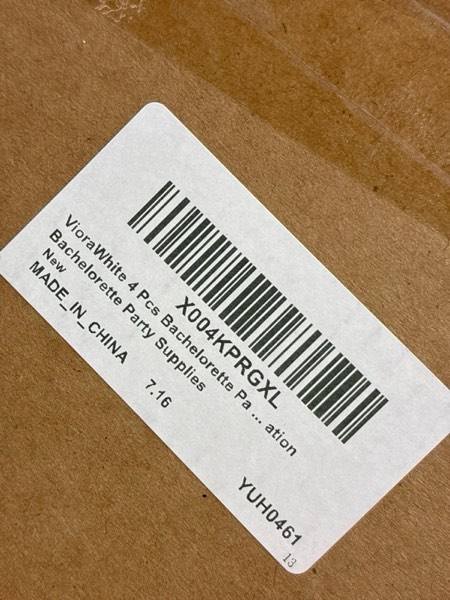 X004KPRGXL
VioraWhite 4 Pcs Bachelorette Pa ... ation
Bachelorette Party Supplies
New
MADE_IN_CHINA 7.16
YUH0461
13